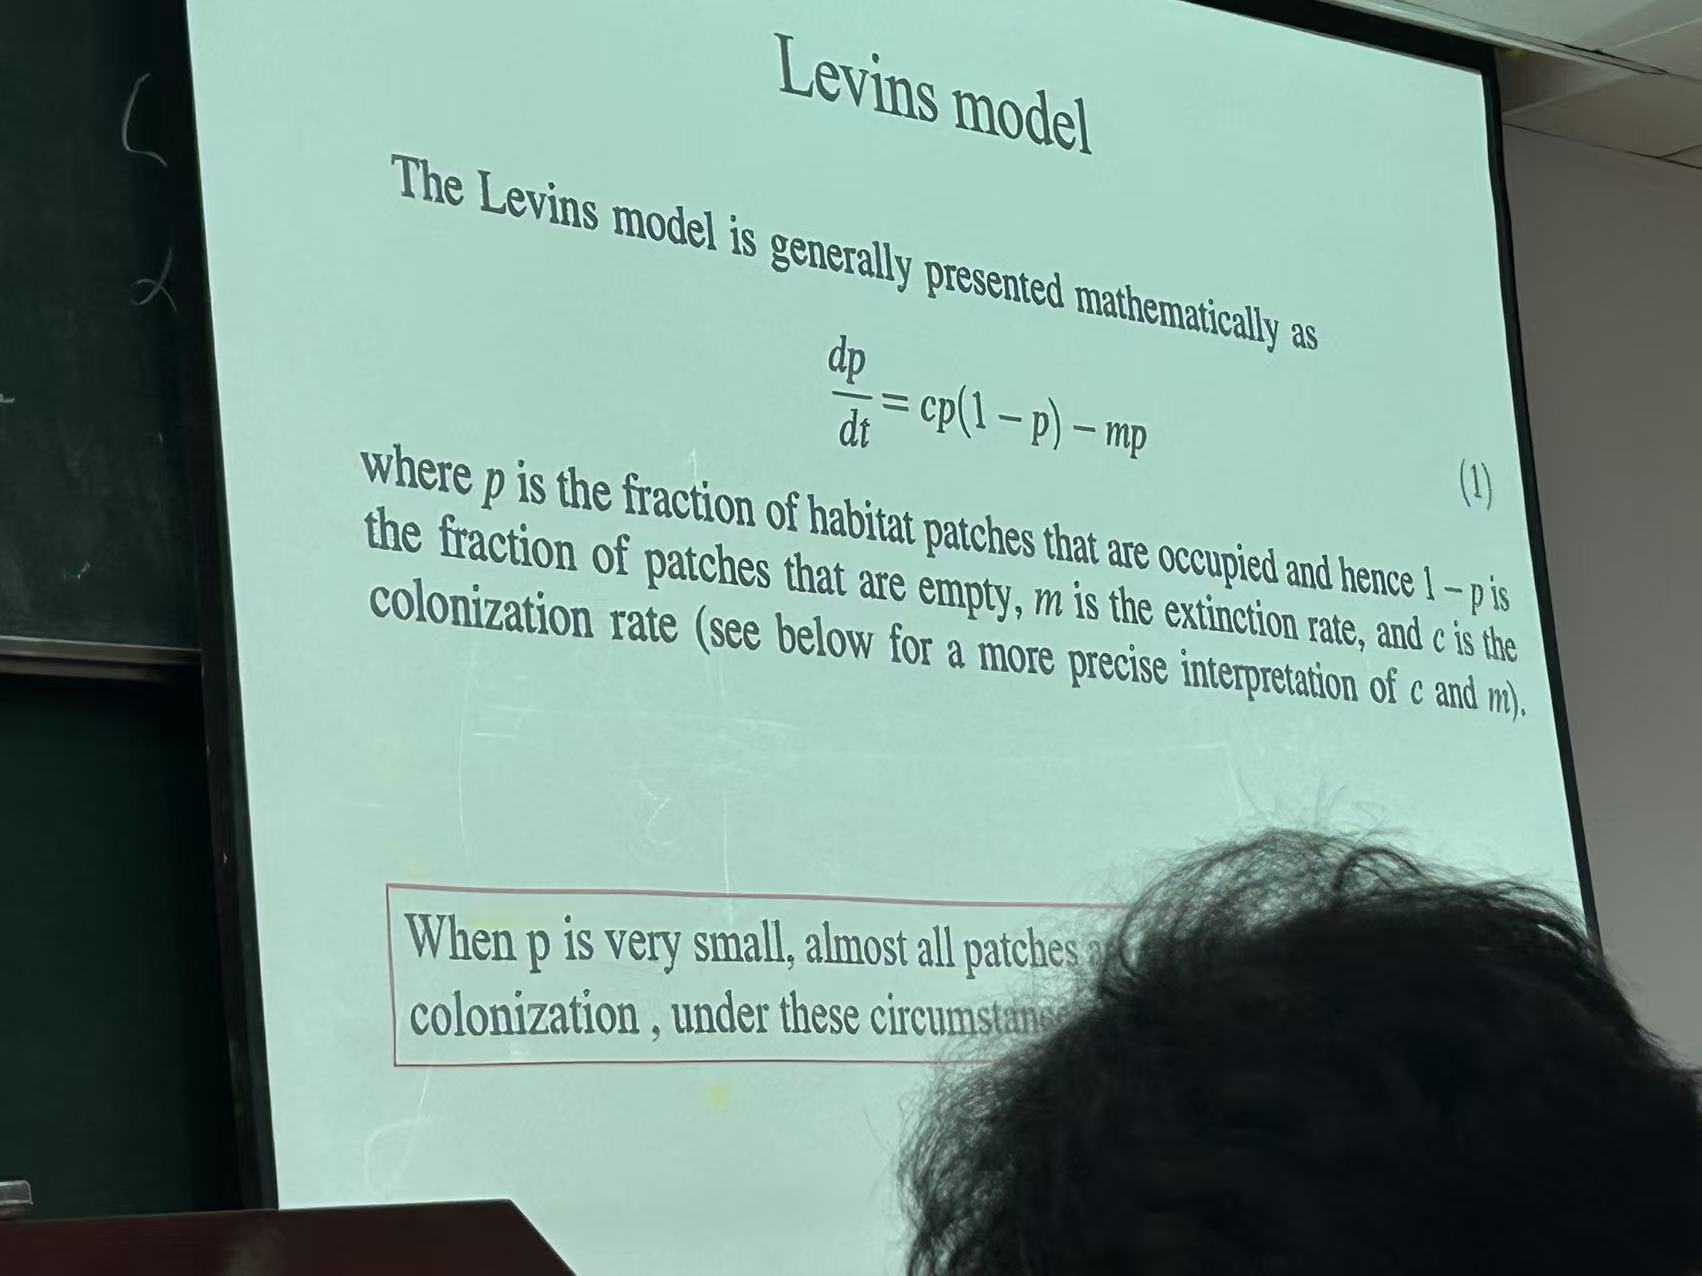 Levins model
The Levins model is generally presented mathematically as
dp/dt = cp(1 − p) − mp
(1)
where p is the fraction of habitat patches that are occupied and hence 1 − p is
the fraction of patches that are empty, m is the extinction rate, and c is the
colonization rate (see below for a more precise interpretation of c and m).
When p is very small, almost all patches
colonization , under these